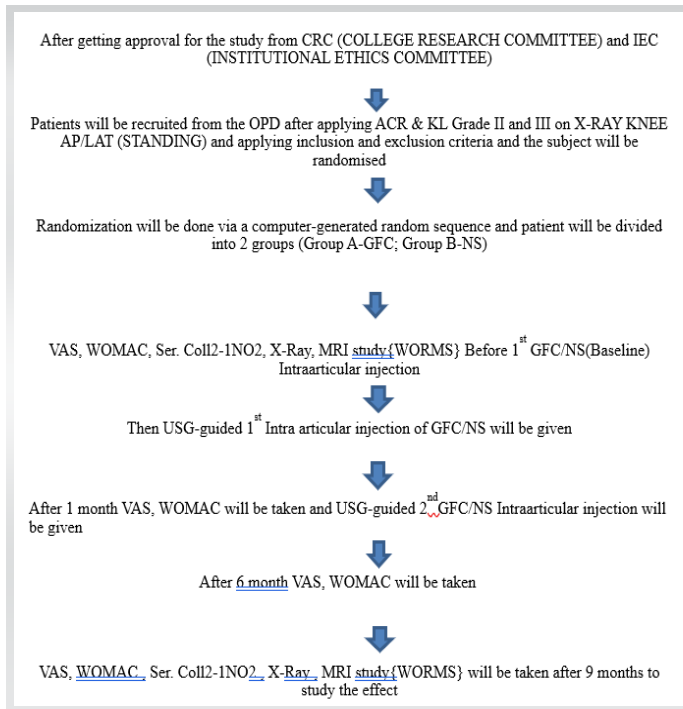 After getting approval for the study from CRC (COLLEGE RESEARCH COMMITTEE) and IEC
(INSTITUTIONAL ETHICS COMMITTEE)
Patients will be recruited from the OPD after applying ACR & KL Grade II and III on X-RAY KNEE
AP/LAT (STANDING) and applying inclusion and exclusion criteria and the subject will be
randomised
Randomization will be done via a computer-generated random sequence and patient will be divided
into 2 groups (Group A-GFC; Group B-NS)
VAS, WOMAC, Ser. Coll2-1NO2, X-Ray, MRI study{WORMS} Before 1st GFC/NS(Baseline)
Intraarticular injection
Then USG-guided 1st Intra articular injection of GFC/NS will be given
After 1 month VAS, WOMAC will be taken and USG-guided 2nd GFC/NS Intraarticular injection will
be given
After 6 month VAS, WOMAC will be taken
VAS, WOMAC, Ser. Coll2-1NO2, X-Ray, MRI study{WORMS} will be taken after 9 months to
study the effect